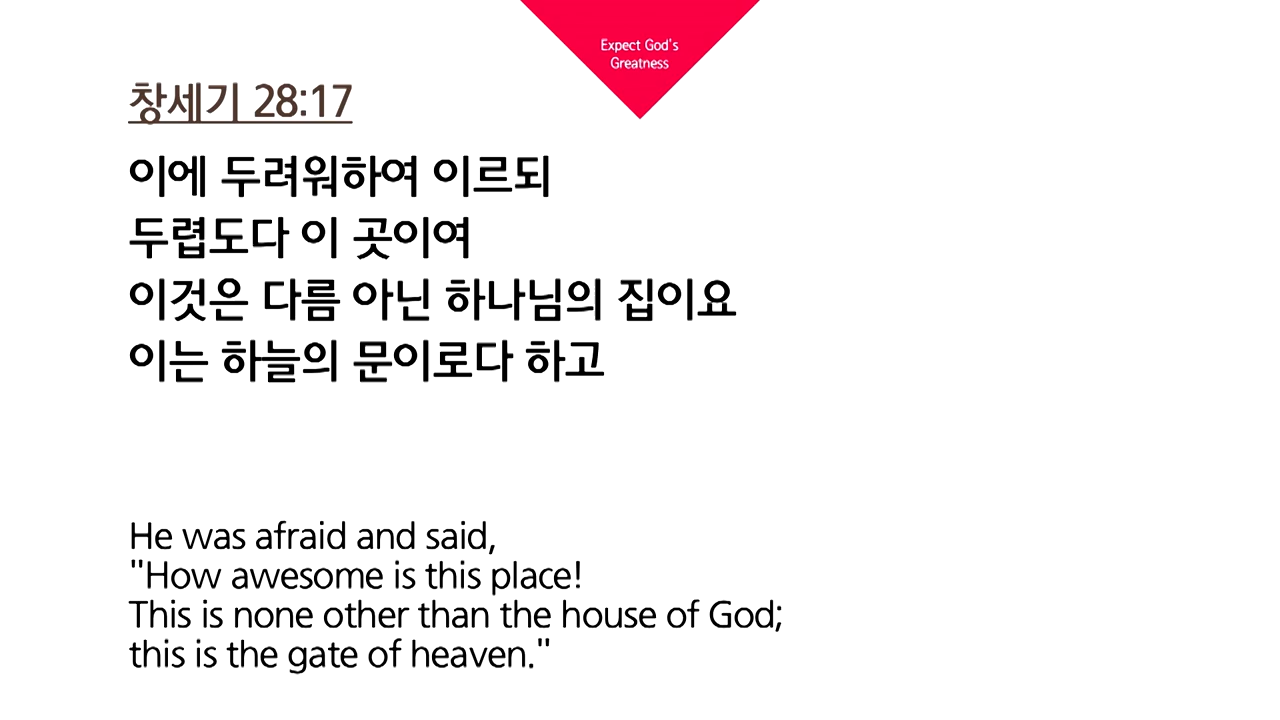 Expect God's
Greatness
창세기 28:17
이에 두려워하여 이르되
두렵도다 이 곳이여
이것은 다름 아닌 하나님의 집이요
이는 하늘의 문이로다 하고
He was afraid and said,
"How awesome is this place!
This is none other than the house of God;
this is the gate of heaven."